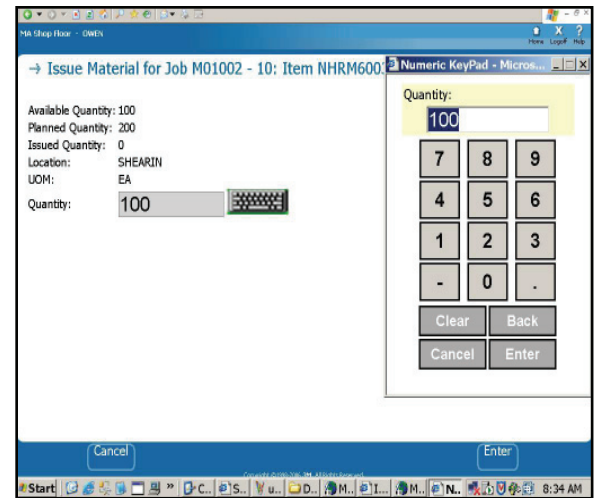 MA Shop Floor - OWEN
Home Logoff Help
→ Issue Material for Job M01002 - 10: Item NHRM600
Available Quantity: 100
Planned Quantity: 200
Issued Quantity: 0
Location: SHEARIN
UOM: EA
Quantity: 100
Numeric KeyPad - Micros...
Quantity:
100
7 8 9
4 5 6
1 2 3
- 0 .
Clear Back
Cancel Enter
Cancel Enter
Start » C.. S.. u.. D.. M.. I... M.. N.. 8:34 AM